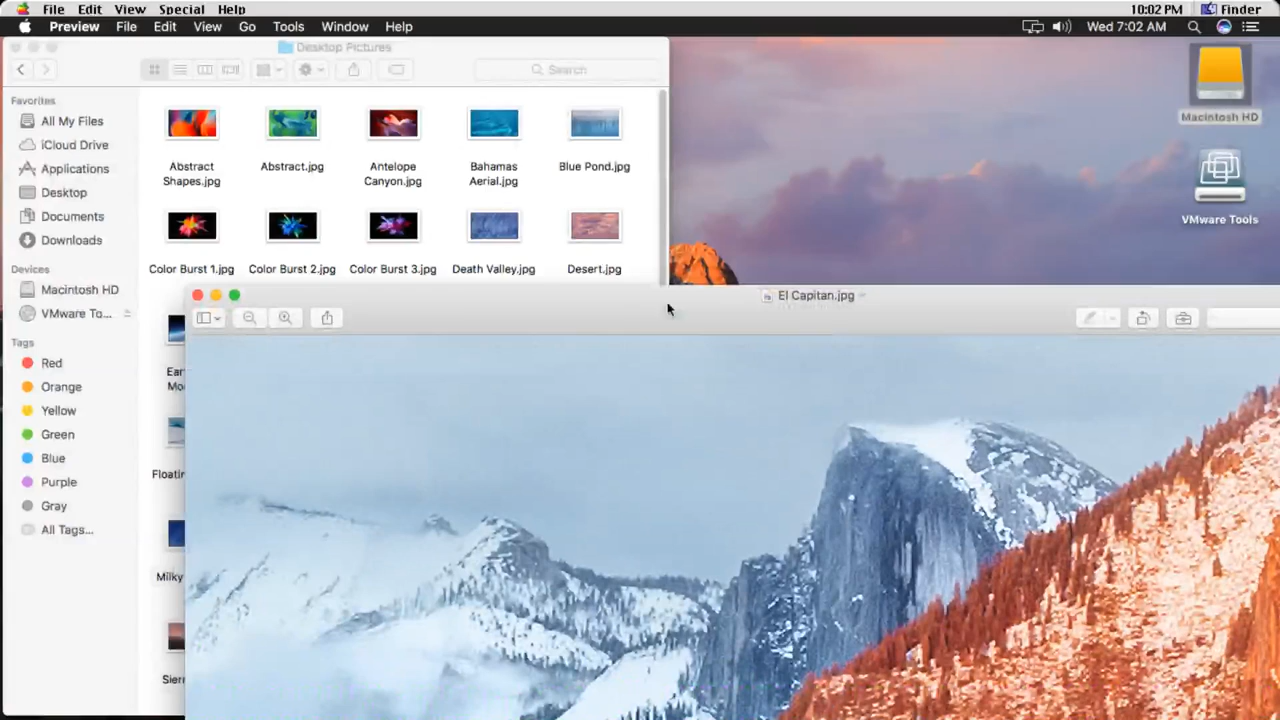 File Edit View Special Help 10:02 PM Finder
Preview File Edit View Go Tools Window Help Wed 7:02 AM
Desktop Pictures
Search
Favorites
All My Files
iCloud Drive
Applications
Desktop
Documents
Downloads
Devices
Macintosh HD
VMware To...
Tags
Red
Orange
Yellow
Green
Blue
Purple
Gray
All Tags...
Abstract Shapes.jpg
Abstract.jpg
Antelope Canyon.jpg
Bahamas Aerial.jpg
Blue Pond.jpg
Color Burst 1.jpg
Color Burst 2.jpg
Color Burst 3.jpg
Death Valley.jpg
Desert.jpg
Ear
Mo
Floatin
Milky
Sierr
El Capitan.jpg
Macintosh HD
VMware Tools